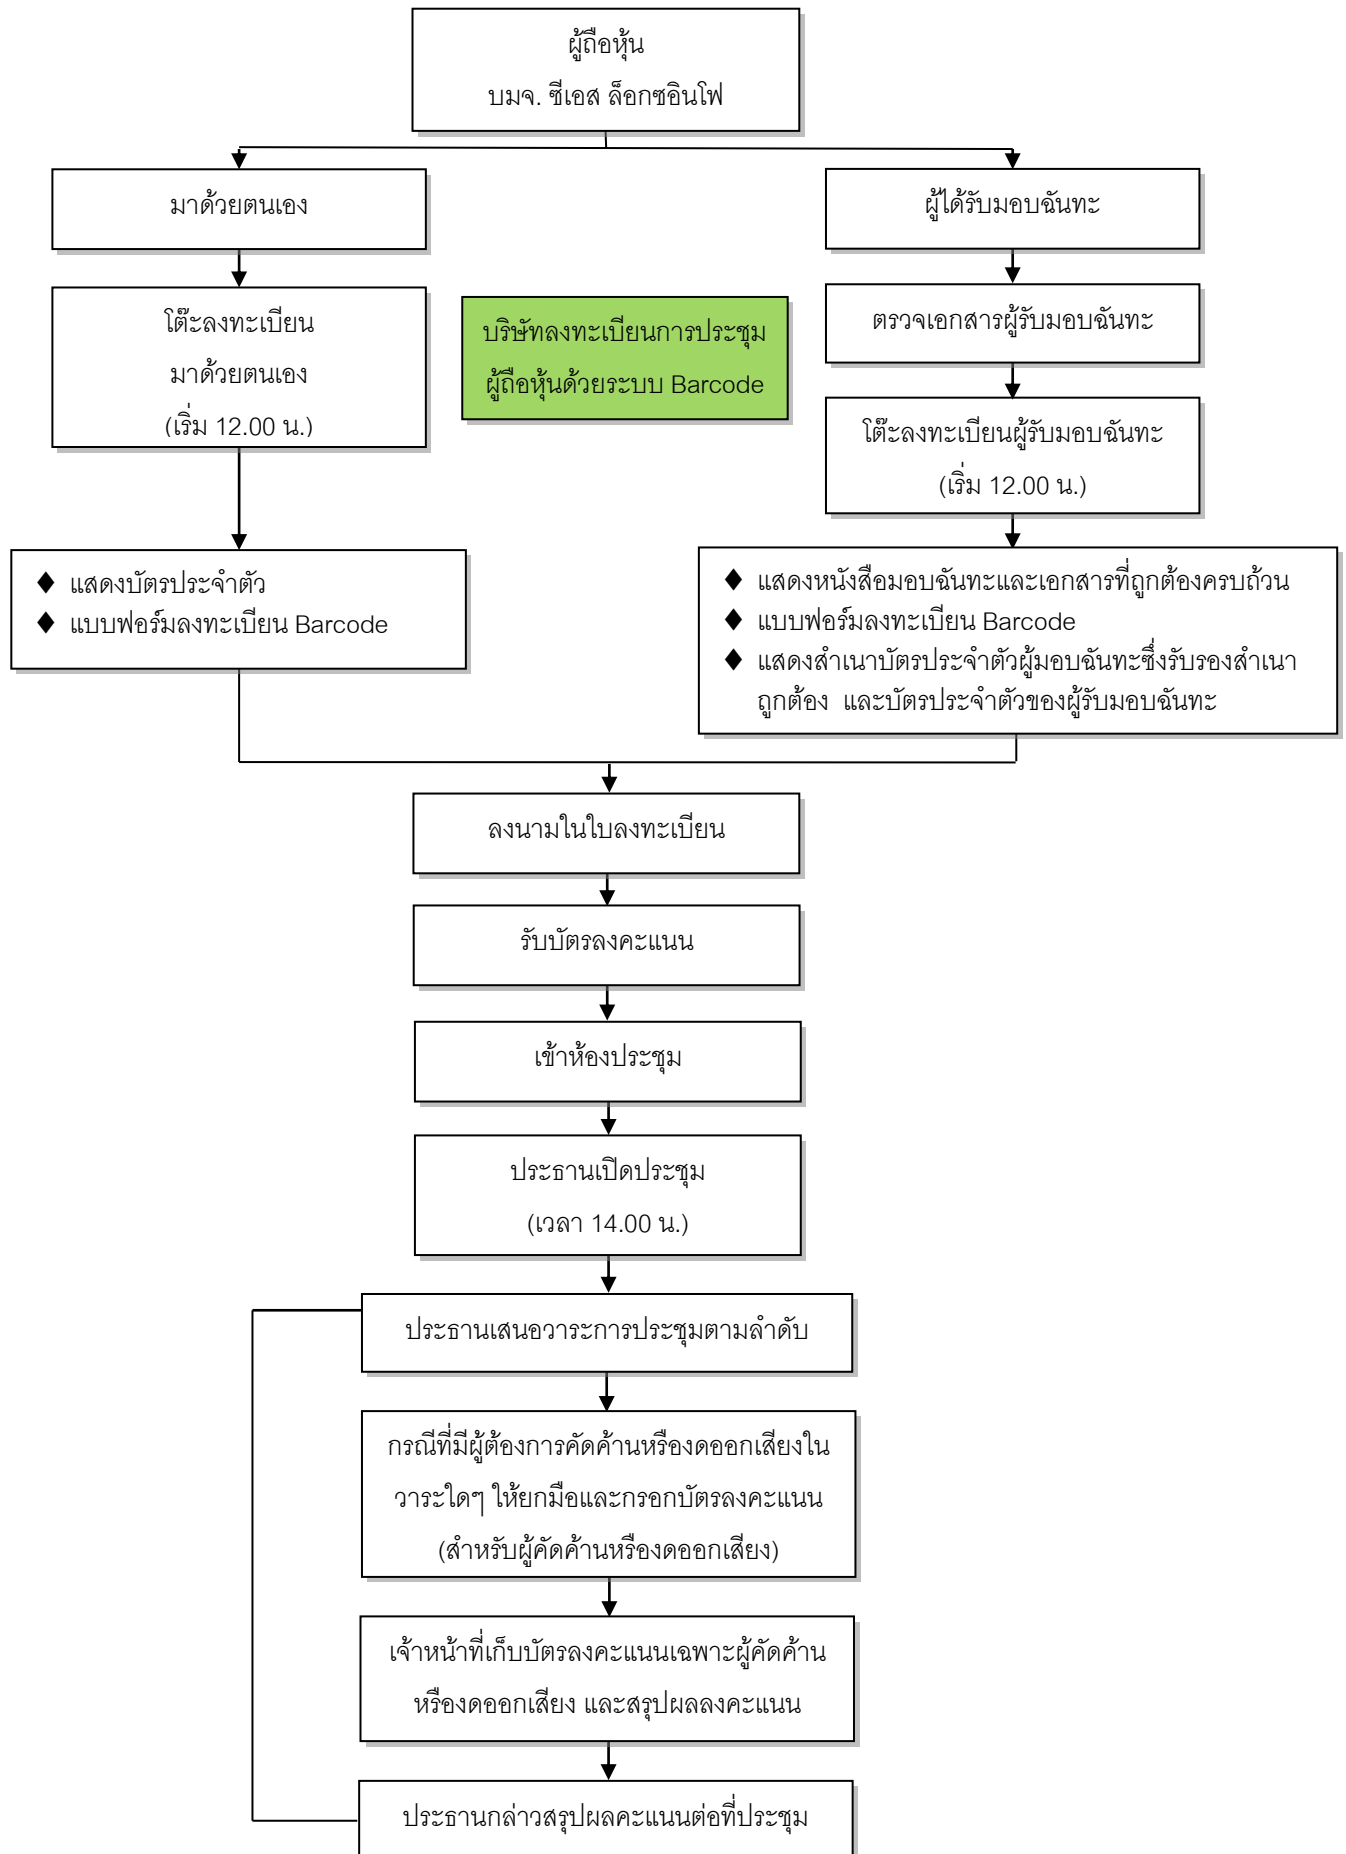 ผู้ถือหุ้น
บมจ. ซีเอส ล็อกซอินโฟ
มาด้วยตนเอง
ผู้ได้รับมอบฉันทะ
โต๊ะลงทะเบียน
มาด้วยตนเอง
(เริ่ม 12.00 น.)
บริษัทลงทะเบียนการประชุม
ผู้ถือหุ้นด้วยระบบ Barcode
ตรวจเอกสารผู้รับมอบฉันทะ
โต๊ะลงทะเบียนผู้รับมอบฉันทะ
(เริ่ม 12.00 น.)
♦ แสดงบัตรประจำตัว
♦ แบบฟอร์มลงทะเบียน Barcode
♦ แสดงหนังสือมอบฉันทะและเอกสารที่ถูกต้องครบถ้วน
♦ แบบฟอร์มลงทะเบียน Barcode
♦ แสดงสำเนาบัตรประจำตัวผู้มอบฉันทะซึ่งรับรองสำเนา
ถูกต้อง และบัตรประจำตัวของผู้รับมอบฉันทะ
ลงนามในใบลงทะเบียน
รับบัตรลงคะแนน
เข้าห้องประชุม
ประธานเปิดประชุม
(เวลา 14.00 น.)
ประธานเสนอวาระการประชุมตามลำดับ
กรณีที่มีผู้ต้องการคัดค้านหรืองดออกเสียงใน
วาระใดๆ ให้ยกมือและกรอกบัตรลงคะแนน
(สำหรับผู้คัดค้านหรืองดออกเสียง)
เจ้าหน้าที่เก็บบัตรลงคะแนนเฉพาะผู้คัดค้าน
หรืองดออกเสียง และสรุปผลลงคะแนน
ประธานกล่าวสรุปผลคะแนนต่อที่ประชุม